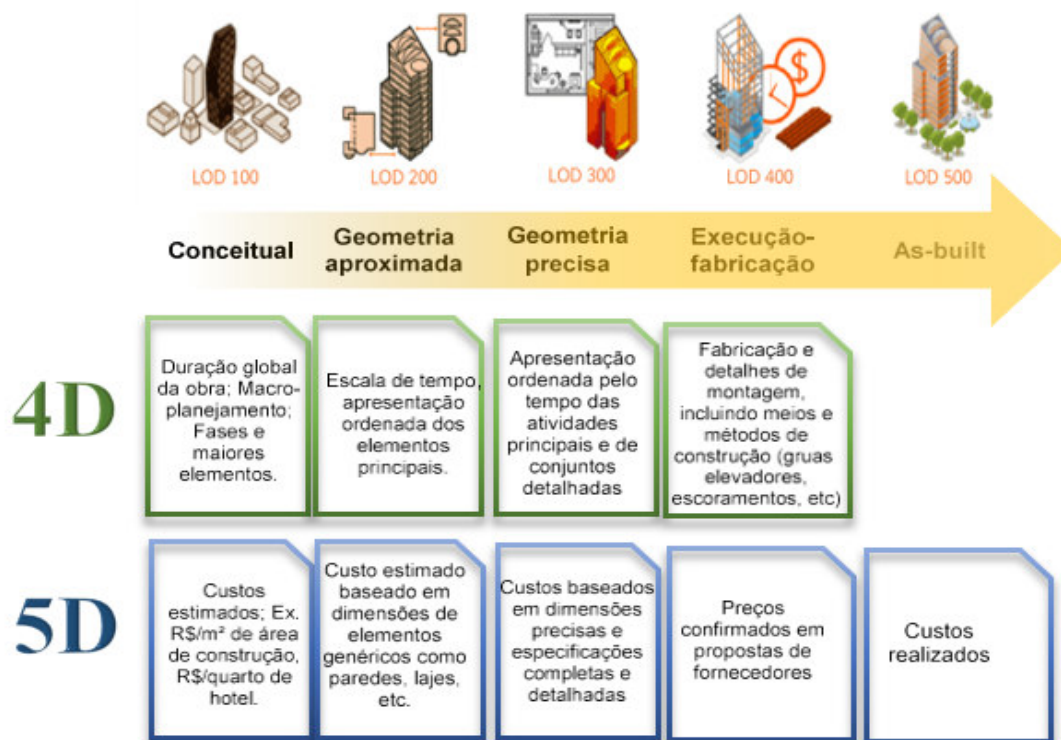 LOD 100
LOD 200
LOD 300
LOD 400
LOD 500
Conceitual
Geometria
aproximada
Geometria
precisa
Execução-
fabricação
As-built
4D
Duração global
da obra; Macro-
planejamento;
Fases e
maiores
elementos.
Escala de tempo,
apresentação
ordenada dos
elementos
principais.
Apresentação
ordenada pelo
tempo das
atividades
principais e de
conjuntos
detalhadas
Fabricação e
detalhes de
montagem,
incluindo meios e
métodos de
construção (gruas
elevadores,
escoramentos, etc)
5D
Custos
estimados; Ex.
R$/m² de área
de construção,
R$/quarto de
hotel.
Custo estimado
baseado em
dimensões de
elementos
genéricos como
paredes, lajes,
etc.
Custos baseados
em dimensões
precisas e
especificações
completas e
detalhadas
Preços
confirmados em
propostas de
fornecedores
Custos
realizados